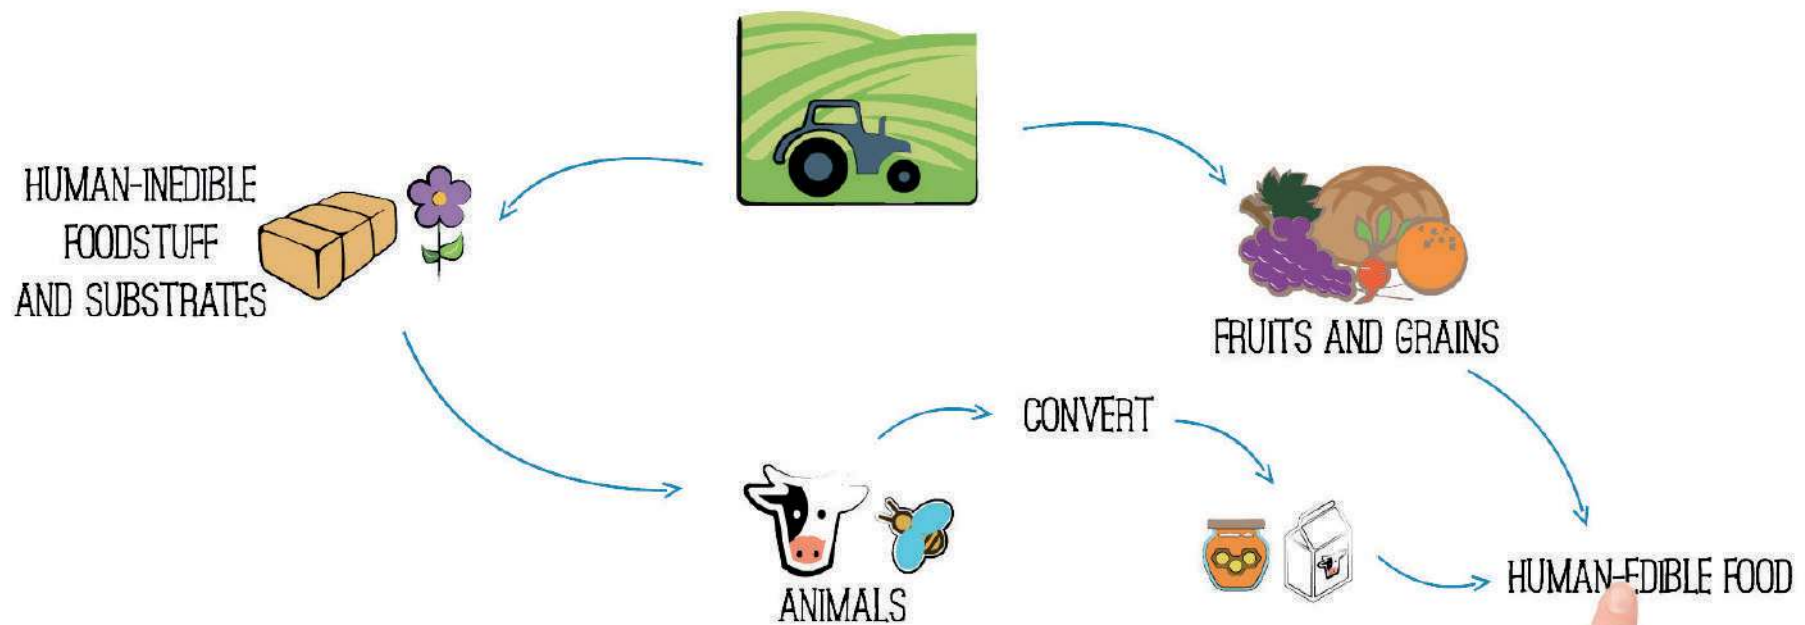 HUMAN-INEDIBLE
FOODSTUFF
AND SUBSTRATES
FRUITS AND GRAINS
CONVERT
ANIMALS
HUMAN-EDIBLE FOOD